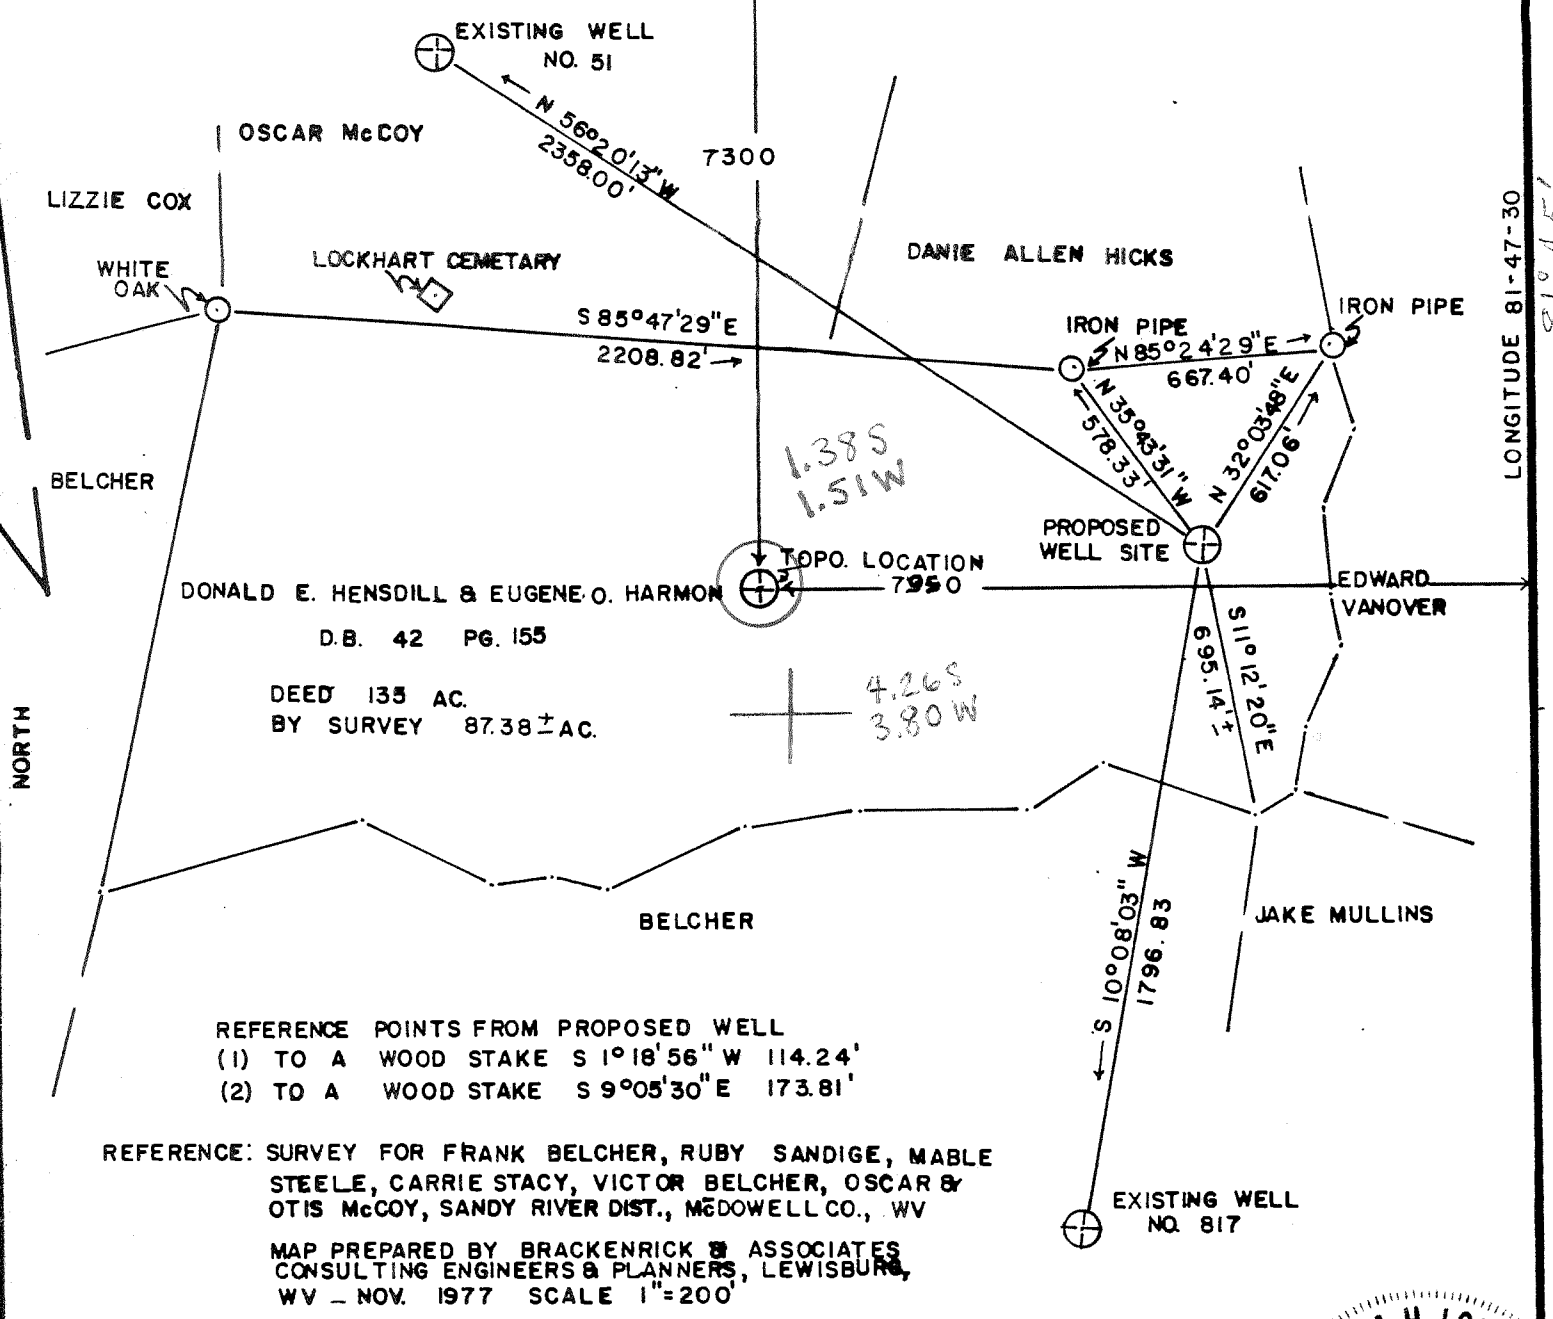 EXISTING WELL
NO. 51
N 56°20'13" W
2358.00'
7300
OSCAR McCOY
LIZZIE COX
WHITE
OAK
LOCKHART CEMETARY
DANIE ALLEN HICKS
LONGITUDE 81-47-30
S 85°47'29" E
2208.82'
IRON PIPE
IRON PIPE
N 85°24'29" E
667.40'
N 35°43'31" W
578.33'
N 32°03'48" E
617.06'
1.38 S
1.51 W
BELCHER
PROPOSED
WELL SITE
TOPO. LOCATION
7950
EDWARD
VANOVER
DONALD E. HENSDILL & EUGENE O. HARMON
D.B. 42 PG. 155
DEED 135 AC.
BY SURVEY 87.38± AC.
4.26 S
3.80 W
S 11° 12' 20" E
695.14'±
NORTH
BELCHER
JAKE MULLINS
S 10°08'03" W
1796.83
REFERENCE POINTS FROM PROPOSED WELL
(1) TO A WOOD STAKE S 1°18'56" W 114.24'
(2) TO A WOOD STAKE S 9°05'30" E 173.81'
REFERENCE: SURVEY FOR FRANK BELCHER, RUBY SANDIGE, MABLE
STEELE, CARRIE STACY, VICTOR BELCHER, OSCAR &
OTIS McCOY, SANDY RIVER DIST., McDOWELL CO., WV
MAP PREPARED BY BRACKENRICK & ASSOCIATES
CONSULTING ENGINEERS & PLANNERS, LEWISBURG,
WV - NOV. 1977 SCALE 1"=200'
EXISTING WELL
NO. 817